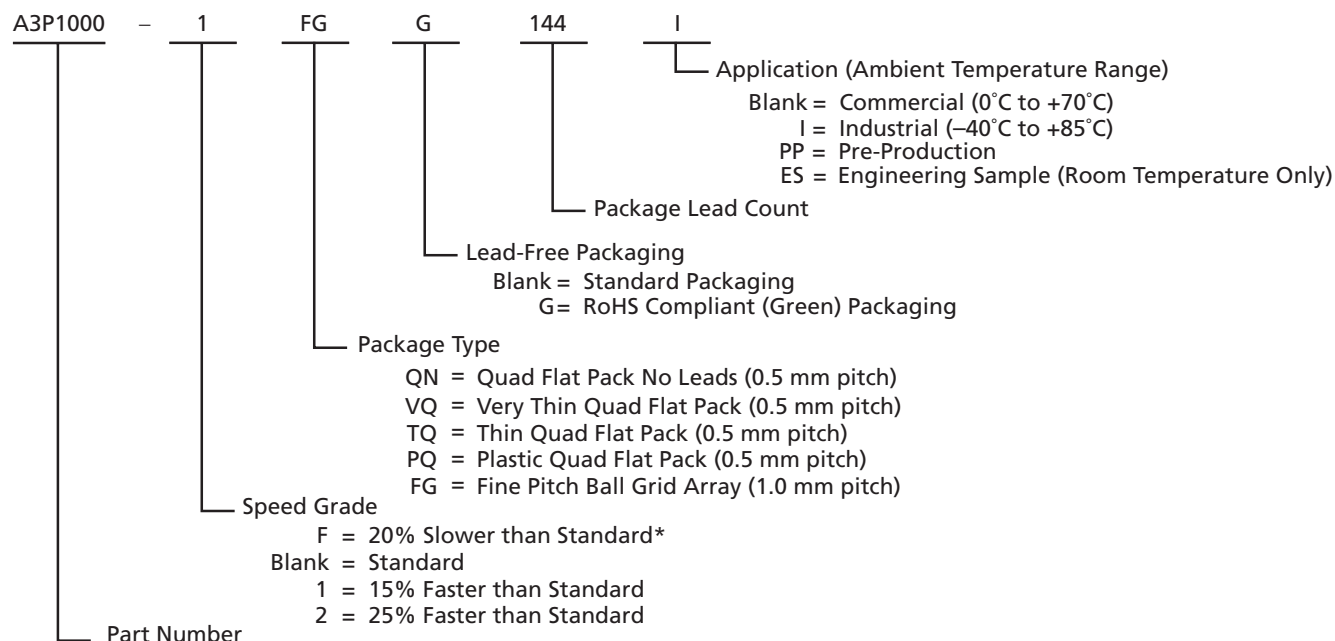 A3P1000 – 1 FG G 144 I
Application (Ambient Temperature Range)
Blank = Commercial (0˚C to +70˚C)
I = Industrial (–40˚C to +85˚C)
PP = Pre-Production
ES = Engineering Sample (Room Temperature Only)
Package Lead Count
Lead-Free Packaging
Blank = Standard Packaging
G= RoHS Compliant (Green) Packaging
Package Type
QN = Quad Flat Pack No Leads (0.5 mm pitch)
VQ = Very Thin Quad Flat Pack (0.5 mm pitch)
TQ = Thin Quad Flat Pack (0.5 mm pitch)
PQ = Plastic Quad Flat Pack (0.5 mm pitch)
FG = Fine Pitch Ball Grid Array (1.0 mm pitch)
Speed Grade
F = 20% Slower than Standard*
Blank = Standard
1 = 15% Faster than Standard
2 = 25% Faster than Standard
Part Number